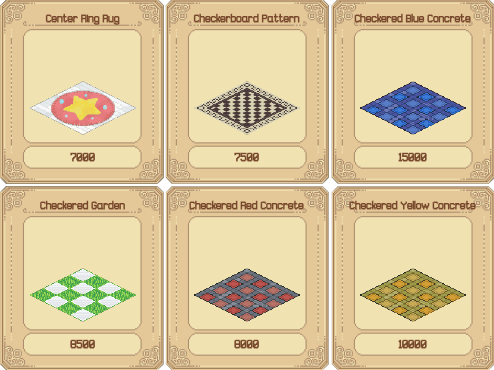 Center Ring Rug
Checkerboard Pattern
Checkered Blue Concrete
7000
7500
15000
Checkered Garden
Checkered Red Concrete
Checkered Yellow Concrete
8500
8000
10000